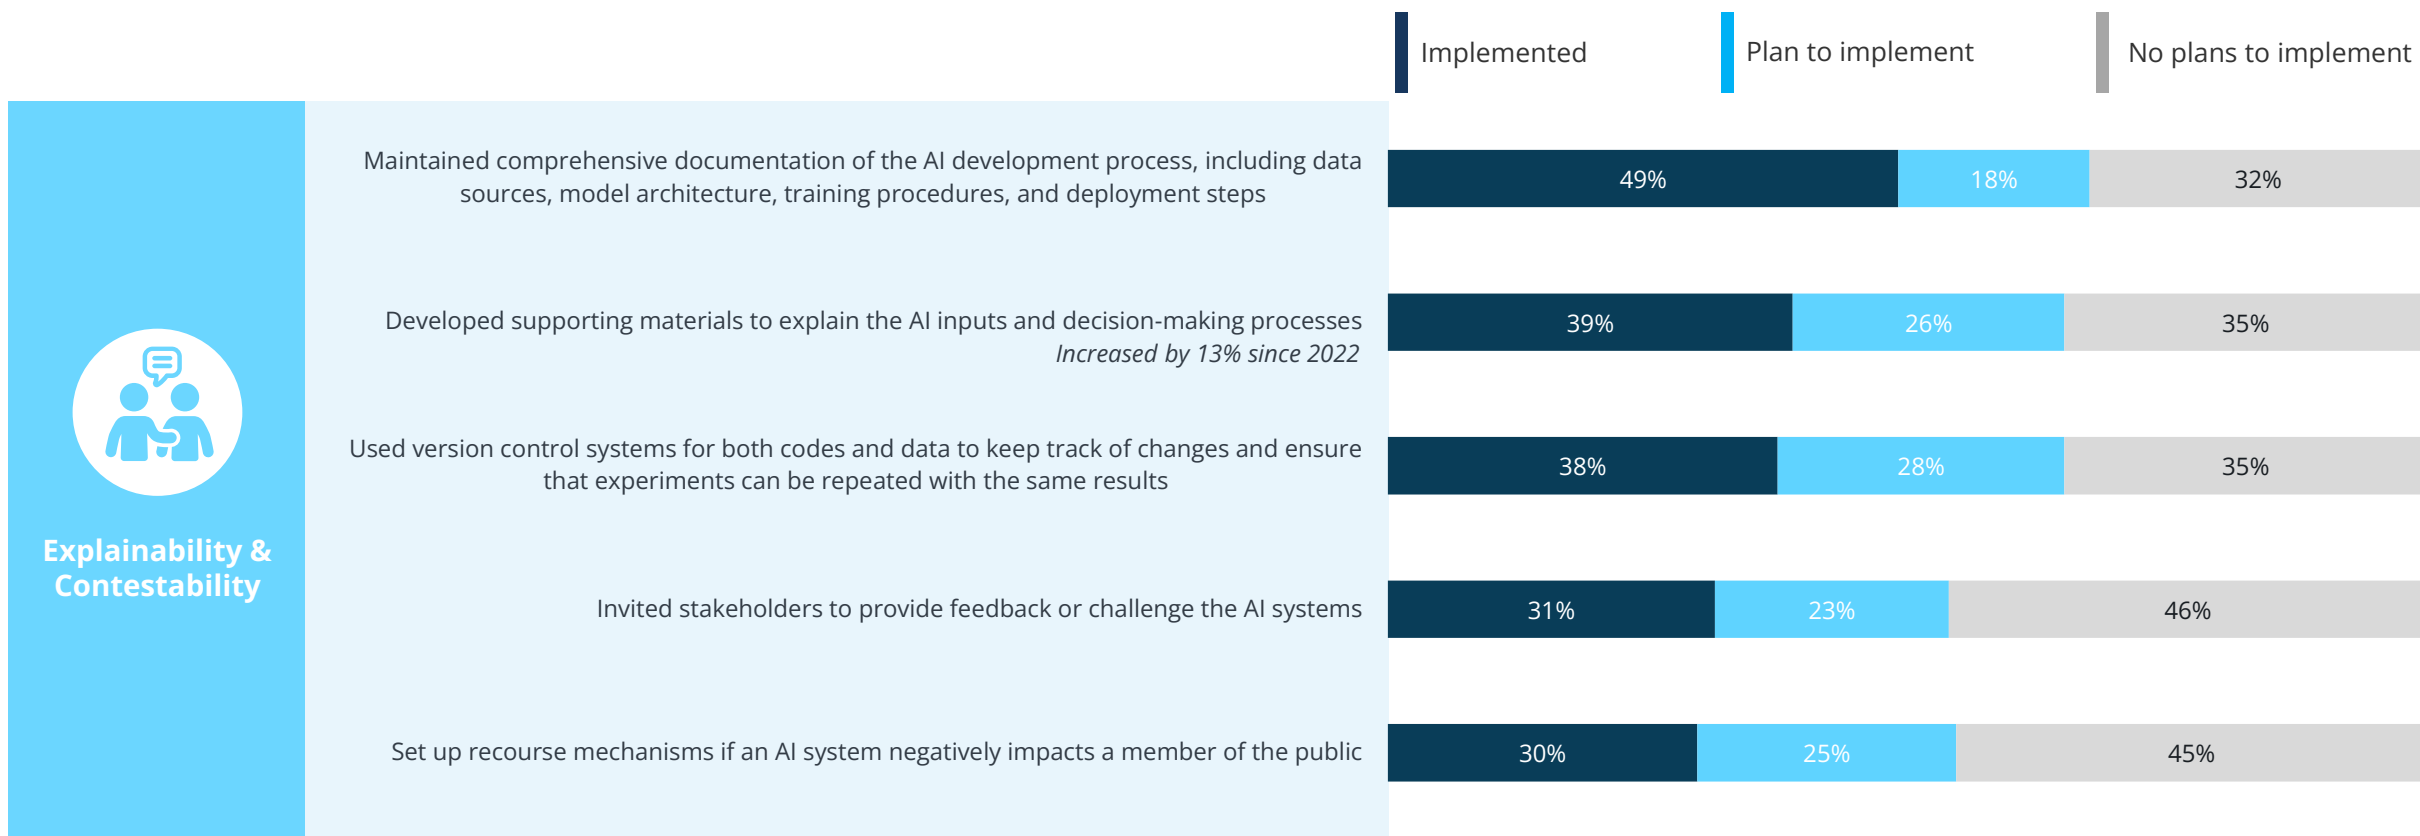 Implemented
Plan to implement
No plans to implement
Maintained comprehensive documentation of the AI development process, including data
sources, model architecture, training procedures, and deployment steps
49%
18%
32%
Developed supporting materials to explain the AI inputs and decision-making processes
Increased by 13% since 2022
39%
26%
35%
Used version control systems for both codes and data to keep track of changes and ensure
that experiments can be repeated with the same results
38%
28%
35%
Explainability &
Contestability
Invited stakeholders to provide feedback or challenge the AI systems
31%
23%
46%
Set up recourse mechanisms if an AI system negatively impacts a member of the public
30%
25%
45%